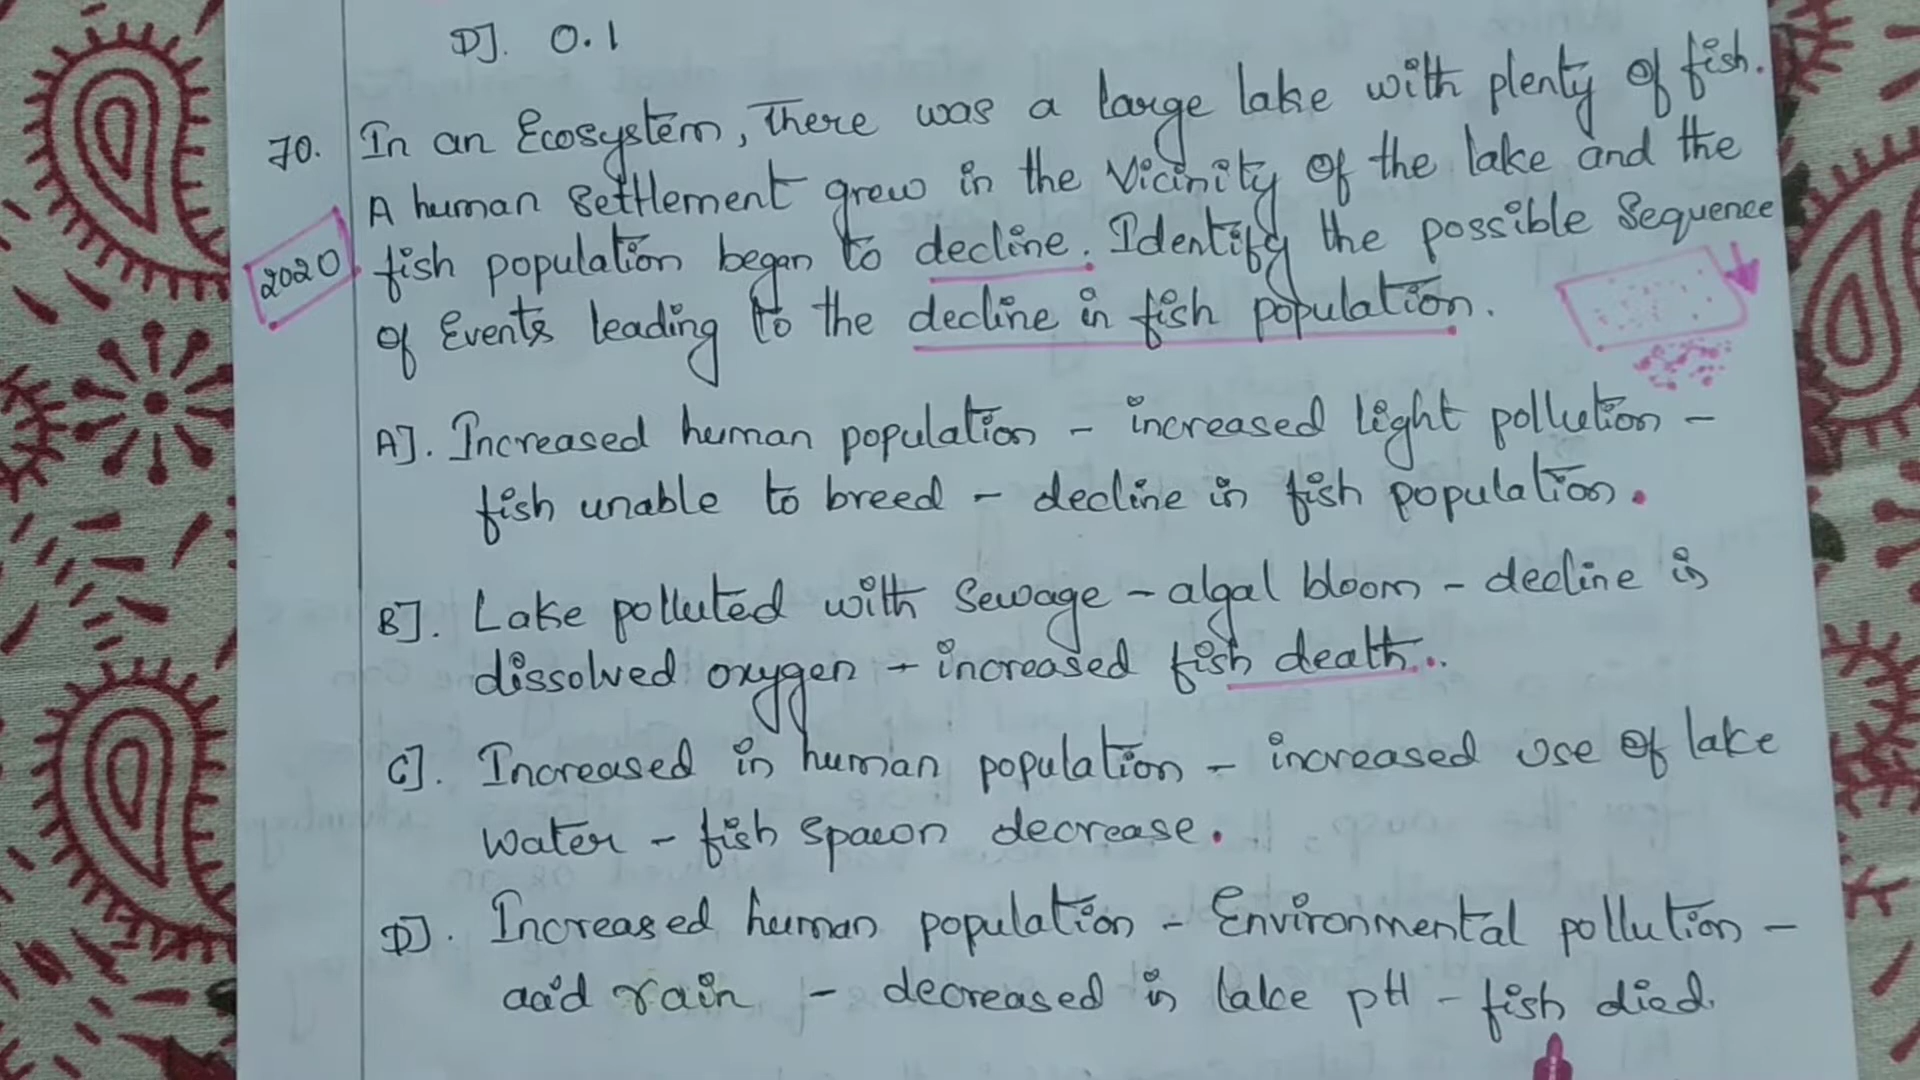 D]. 0.1
70. In an Ecosystem, There was a large lake with plenty of fish.
A human settlement grew in the Vicinity of the lake and the
2020 fish population began to decline. Identify the possible Sequence
of Events leading to the decline in fish population.
A]. Increased human population - increased light pollution -
fish unable to breed - decline in fish population.
B]. Lake polluted with Sewage - algal bloom - decline in
dissolved oxygen - increased fish death.
C]. Increased in human population - increased use of lake
water - fish spawn decrease.
D]. Increased human population - Environmental pollution -
acid rain - decreased in lake pH - fish died.